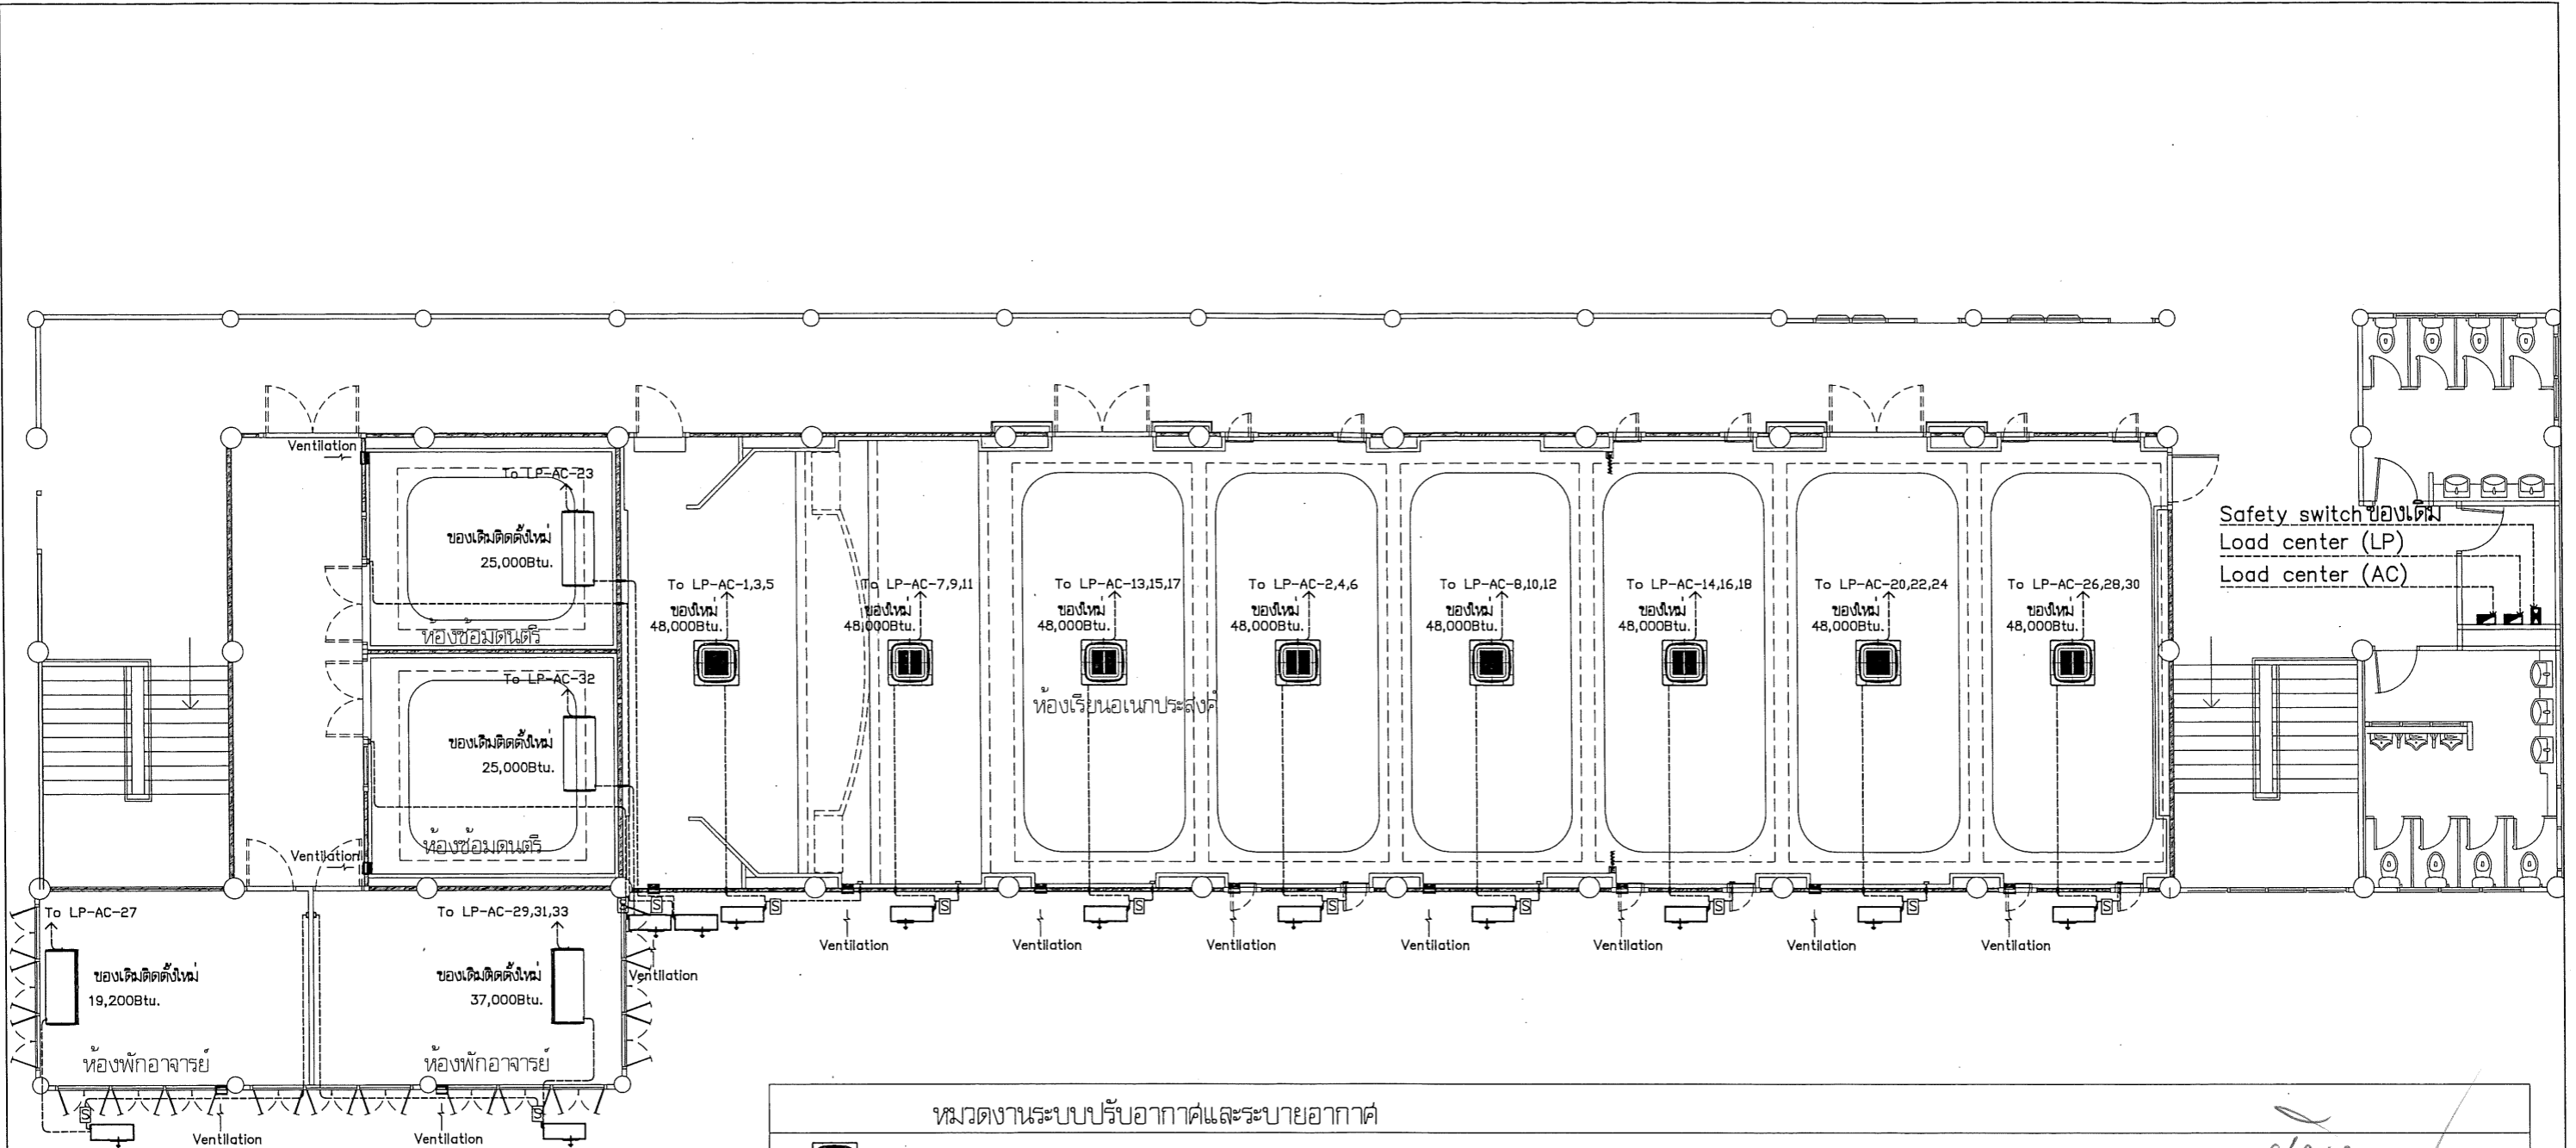 Ventilation
To LP-AC-23
ของเดิมติดตั้งใหม่
25,000Btu.
ห้องซ้อมดนตรี
To LP-AC-32
ของเดิมติดตั้งใหม่
25,000Btu.
ห้องซ้อมดนตรี
Ventilation
To LP-AC-1,3,5
ของใหม่
48,000Btu.
To LP-AC-7,9,11
ของใหม่
48,000Btu.
To LP-AC-13,15,17
ของใหม่
48,000Btu.
ห้องเรียนอเนกประสงค์
To LP-AC-2,4,6
ของใหม่
48,000Btu.
To LP-AC-8,10,12
ของใหม่
48,000Btu.
To LP-AC-14,16,18
ของใหม่
48,000Btu.
To LP-AC-20,22,24
ของใหม่
48,000Btu.
To LP-AC-26,28,30
ของใหม่
48,000Btu.
Safety switchของเดิม
Load center (LP)
Load center (AC)
S
S
S
S
S
S
S
S
S
S
Ventilation
Ventilation
Ventilation
Ventilation
Ventilation
Ventilation
Ventilation
Ventilation
To LP-AC-27
ของเดิมติดตั้งใหม่
19,200Btu.
ห้องพักอาจารย์
To LP-AC-29,31,33
ของเดิมติดตั้งใหม่
37,000Btu.
ห้องพักอาจารย์
S
S
Ventilation
Ventilation
หมวดงานระบบปรับอากาศและระบายอากาศ